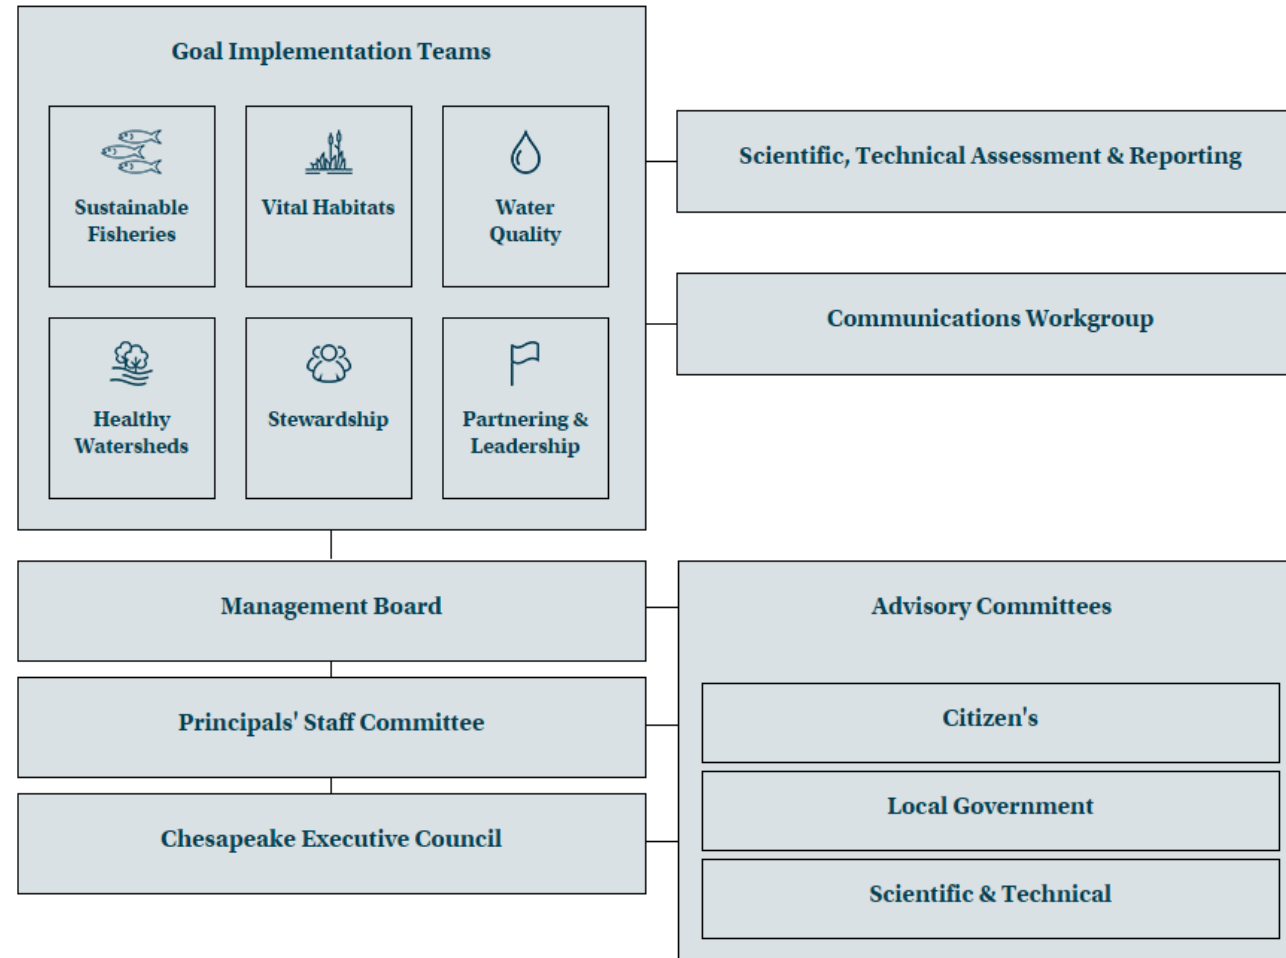 Goal Implementation Teams
Sustainable
Fisheries
Vital Habitats
Water
Quality
Healthy
Watersheds
Stewardship
Partnering &
Leadership
Scientific, Technical Assessment & Reporting
Communications Workgroup
Management Board
Principals' Staff Committee
Chesapeake Executive Council
Advisory Committees
Citizen's
Local Government
Scientific & Technical